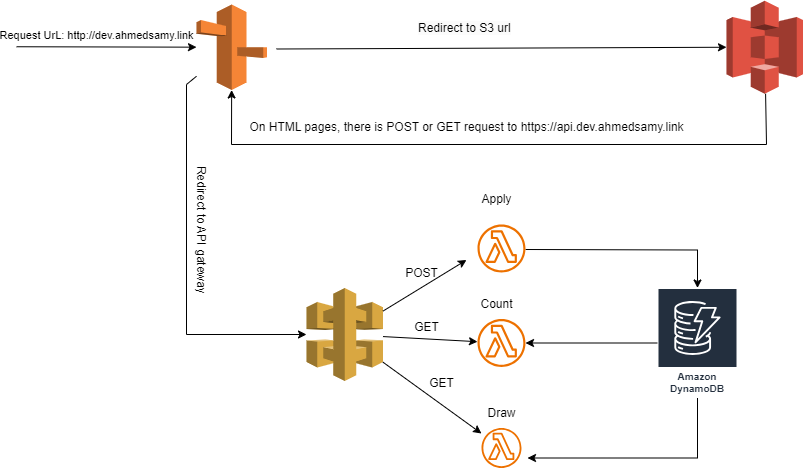 Request UrL: http://dev.ahmedsamy.link
Redirect to S3 url
On HTML pages, there is POST or GET request to https://api.dev.ahmedsamy.link
Redirect to API gateway
Apply
POST
Count
GET
GET
Amazon
DynamoDB
Draw